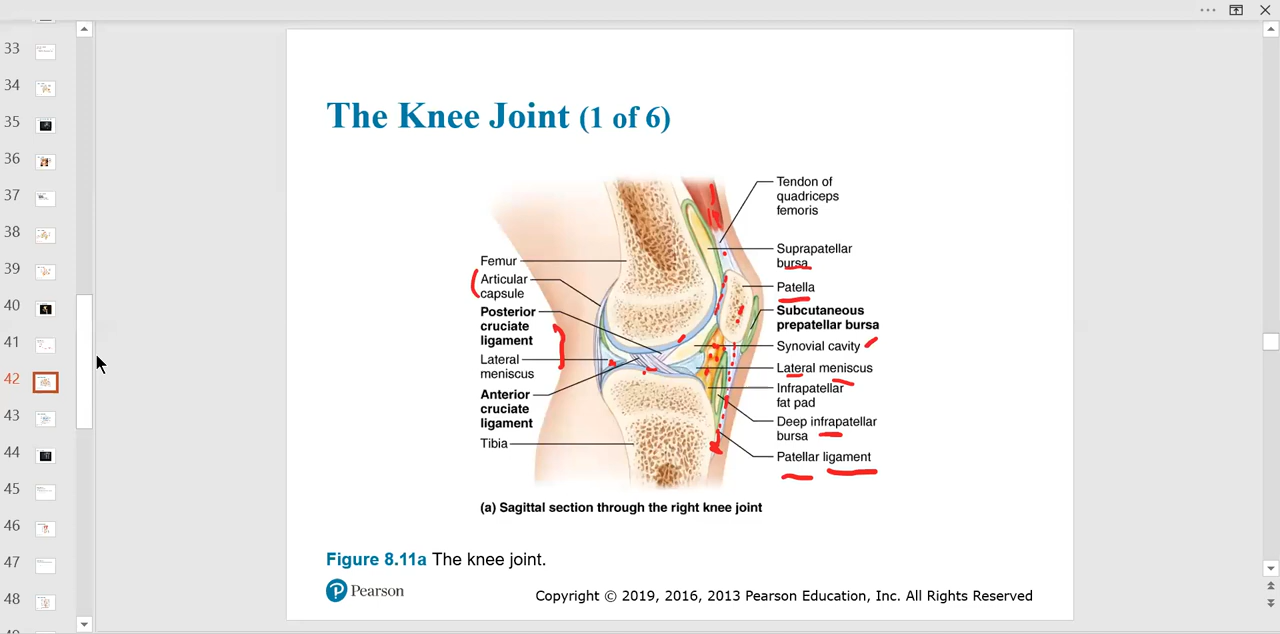 33
34
35
36
37
38
39
40
41
42
43
44
45
46
47
48
The Knee Joint (1 of 6)
Femur
Articular
capsule
Posterior
cruciate
ligament
Lateral
meniscus
Anterior
cruciate
ligament
Tibia
Tendon of
quadriceps
femoris
Suprapatellar
bursa
Patella
Subcutaneous
prepatellar bursa
Synovial cavity
Lateral meniscus
Infrapatellar
fat pad
Deep infrapatellar
bursa
Patellar ligament
(a) Sagittal section through the right knee joint
Figure 8.11a The knee joint.
P Pearson
Copyright © 2019, 2016, 2013 Pearson Education, Inc. All Rights Reserved